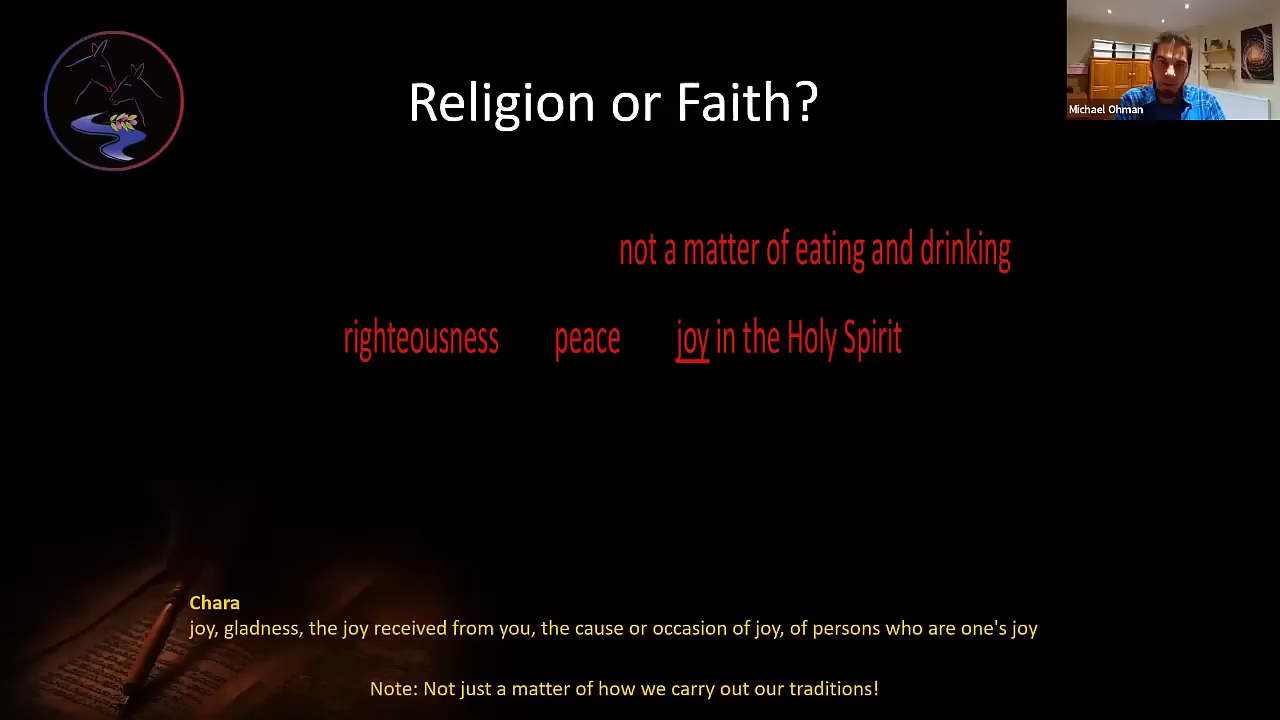 Religion or Faith?
Michael Ohman
not a matter of eating and drinking
righteousness peace joy in the Holy Spirit
Chara
joy, gladness, the joy received from you, the cause or occasion of joy, of persons who are one's joy
Note: Not just a matter of how we carry out our traditions!